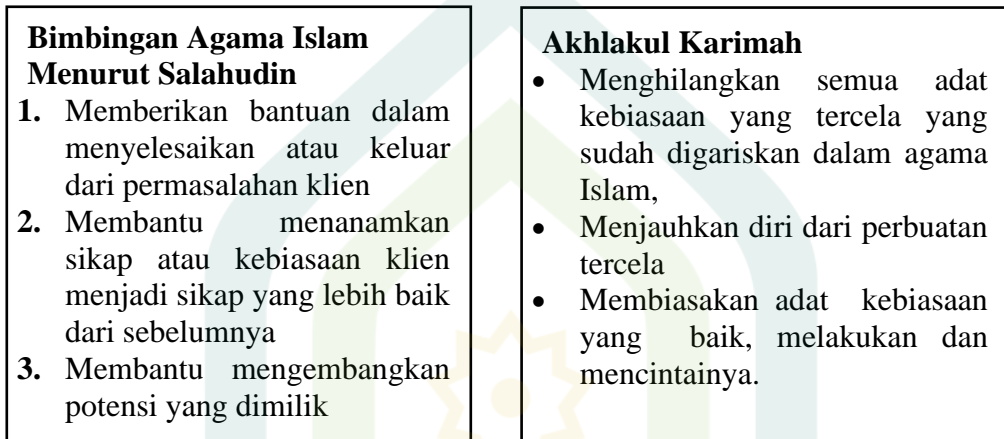 Bimbingan Agama Islam
Menurut Salahudin
1. Memberikan bantuan dalam
menyelesaikan atau keluar
dari permasalahan klien
2. Membantu menanamkan
sikap atau kebiasaan klien
menjadi sikap yang lebih baik
dari sebelumnya
3. Membantu mengembangkan
potensi yang dimilik
Akhlakul Karimah
• Menghilangkan semua adat
kebiasaan yang tercela yang
sudah digariskan dalam agama
Islam,
• Menjauhkan diri dari perbuatan
tercela
• Membiasakan adat kebiasaan
yang baik, melakukan dan
mencintainya.